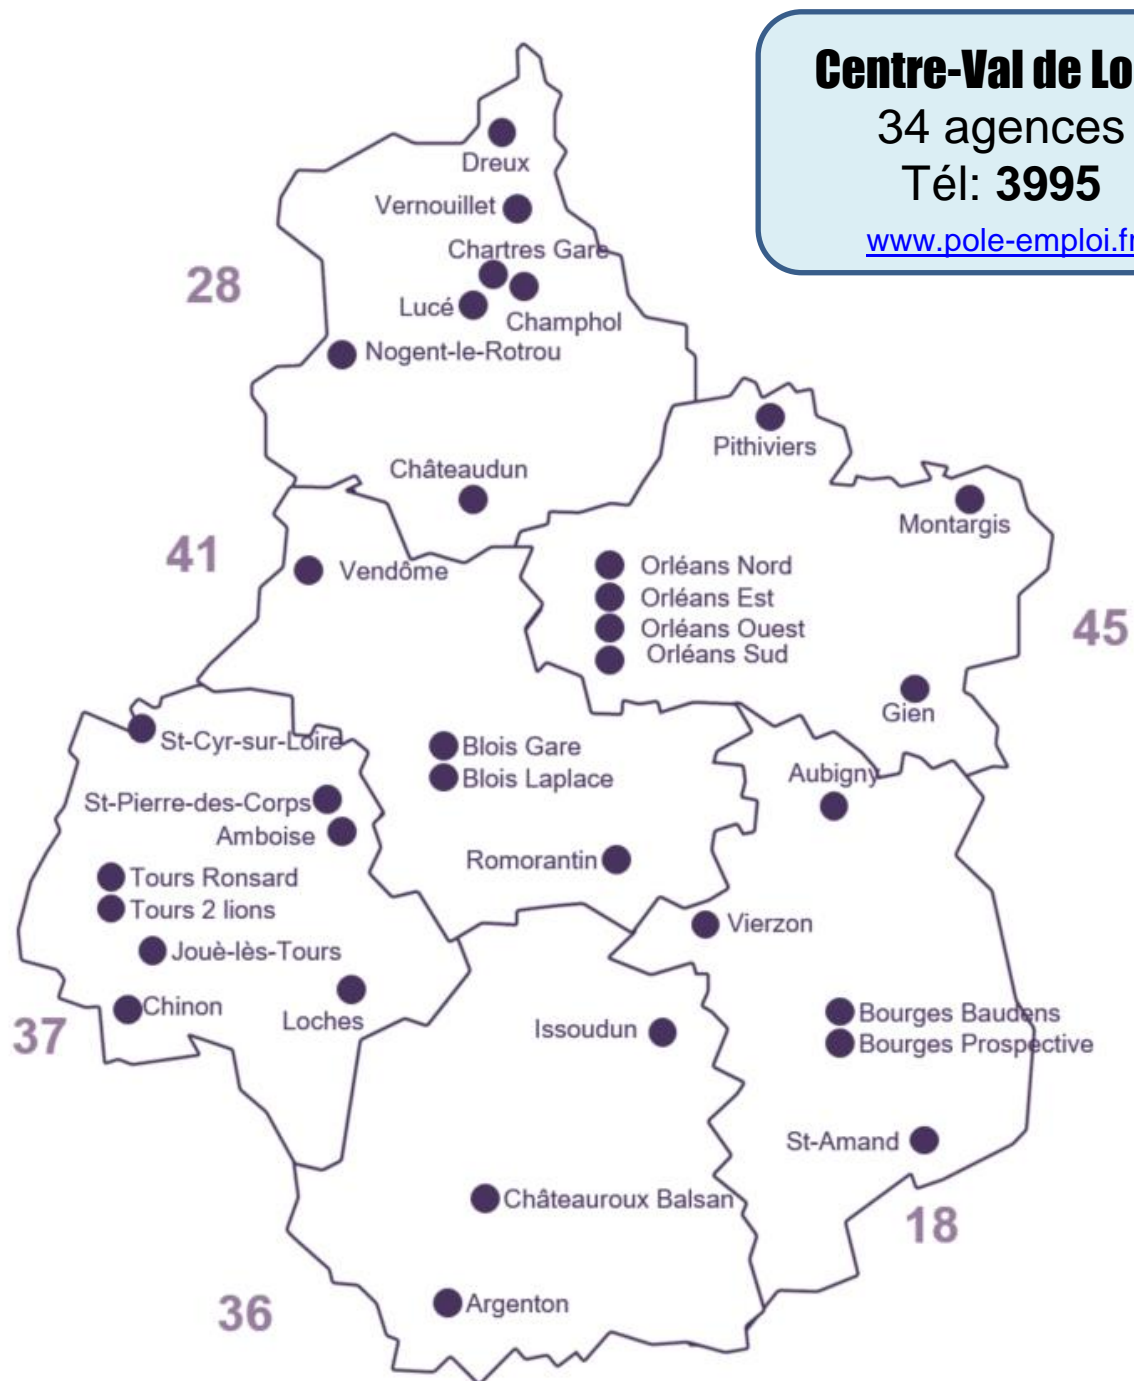 Centre-Val de Lo
34 agences
Tél: 3995
www.pole-emploi.fr
Dreux
Vernouillet
Chartres Gare
28
Lucé
Champhol
Nogent-le-Rotrou
Pithiviers
Châteaudun
Montargis
41
Vendôme
Orléans Nord
Orléans Est
Orléans Ouest
Orléans Sud
45
Gien
St-Cyr-sur-Loire
Blois Gare
Blois Laplace
Aubigny
St-Pierre-des-Corps
Amboise
Romorantin
Tours Ronsard
Tours 2 lions
Vierzon
Jouè-lès-Tours
Chinon
Loches
37
Issoudun
Bourges Baudens
Bourges Prospective
St-Amand
Châteauroux Balsan
18
Argenton
36